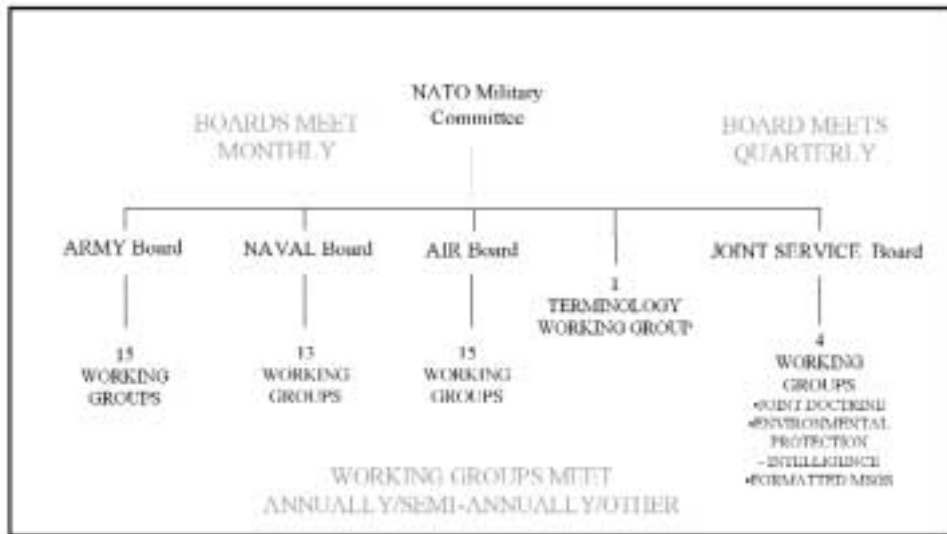 NATO Military
Committee
BOARDS MEET
MONTHLY
BOARD MEETS
QUARTERLY
ARMY Board
NAVAL Board
AIR Board
JOINT SERVICE Board
1
TERMINOLOGY
WORKING GROUP
15
WORKING
GROUPS
13
WORKING
GROUPS
15
WORKING
GROUPS
4
WORKING
GROUPS
•JOINT DOCTRINE
•ENVIRONMENTAL
PROTECTION
-INTELLIGENCE
•FORMATTED MSGS
WORKING GROUPS MEET
ANNUALLY/SEMI-ANNUALLY/OTHER